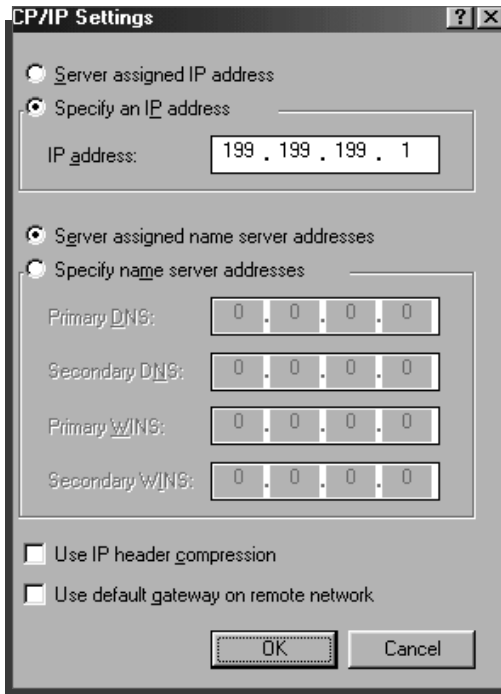 CP/IP Settings ? X
Server assigned IP address
Specify an IP address
IP address: 199 . 199 . 199 . 1
Server assigned name server addresses
Specify name server addresses
Primary DNS: 0 . 0 . 0 . 0
Secondary DNS: 0 . 0 . 0 . 0
Primary WINS: 0 . 0 . 0 . 0
Secondary WINS: 0 . 0 . 0 . 0
Use IP header compression
Use default gateway on remote network
OK Cancel